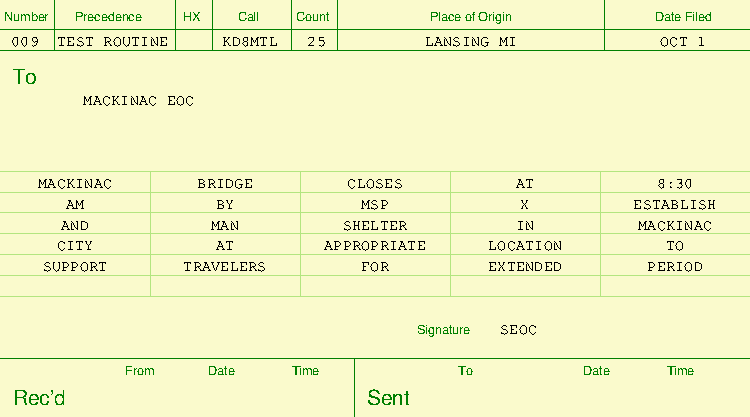 Number Precedence HX Call Count Place of Origin Date Filed
009 TEST ROUTINE KD8MTL 25 LANSING MI OCT 1
To
MACKINAC EOC
MACKINAC BRIDGE CLOSES AT 8:30
AM BY MSP X ESTABLISH
AND MAN SHELTER IN MACKINAC
CITY AT APPROPRIATE LOCATION TO
SUPPORT TRAVELERS FOR EXTENDED PERIOD
Signature SEOC
From Date Time To Date Time
Rec'd Sent